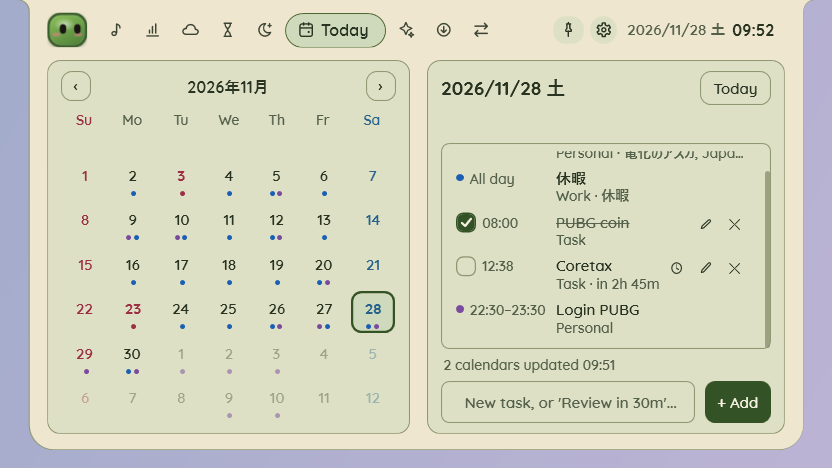 Today
2026/11/28 土 09:52
‹ 2026年11月 ›
Su Mo Tu We Th Fr Sa
1 2 3 4 5 6 7
8 9 10 11 12 13 14
15 16 17 18 19 20 21
22 23 24 25 26 27 28
29 30 1 2 3 4 5
6 7 8 9 10 11 12
2026/11/28 土
Today
Personal ·
All day 休暇
Work · 休暇
08:00 PUBG coin
Task
12:38 Coretax
Task · in 2h 45m
22:30–23:30 Login PUBG
Personal
2 calendars updated 09:51
New task, or 'Review in 30m'...
+ Add